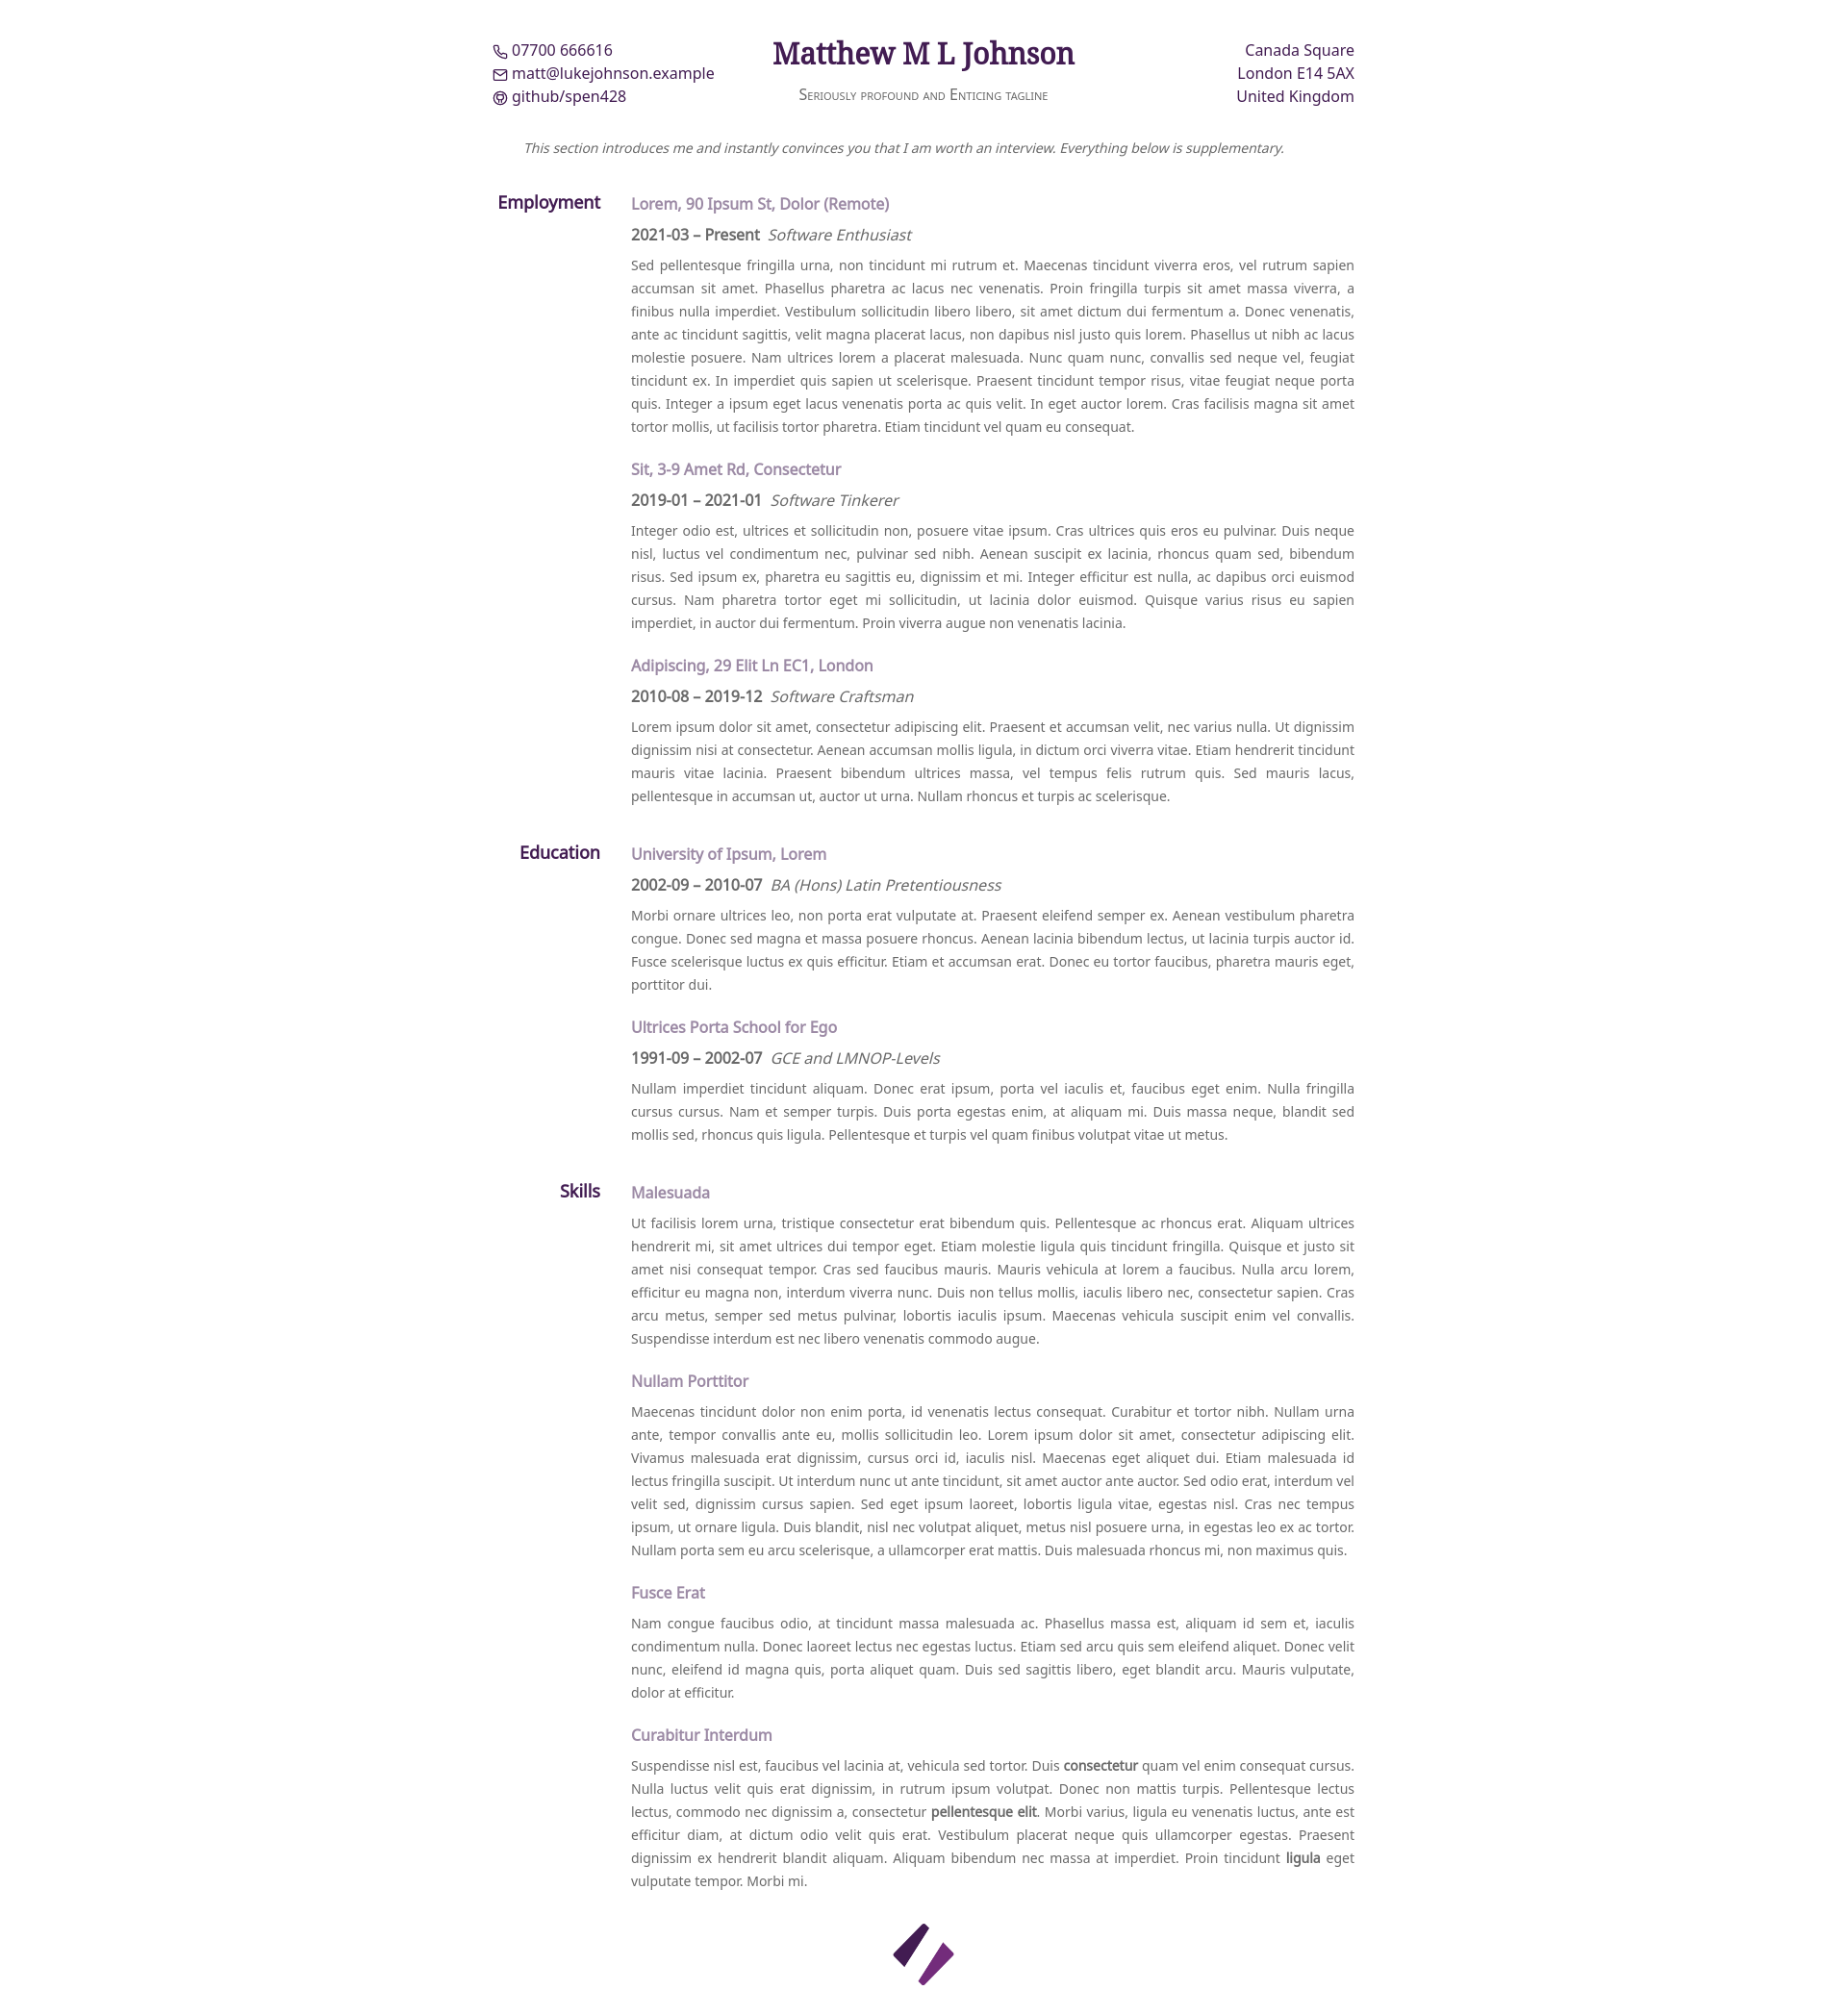 07700 666616
matt@lukejohnson.example
github/spen428
Matthew M L Johnson
Seriously profound and Enticing tagline
Canada Square
London E14 5AX
United Kingdom
This section introduces me and instantly convinces you that I am worth an interview. Everything below is supplementary.
Employment
Lorem, 90 Ipsum St, Dolor (Remote)
2021-03 – Present Software Enthusiast
Sed pellentesque fringilla urna, non tincidunt mi rutrum et. Maecenas tincidunt viverra eros, vel rutrum sapien
accumsan sit amet. Phasellus pharetra ac lacus nec venenatis. Proin fringilla turpis sit amet massa viverra, a
finibus nulla imperdiet. Vestibulum sollicitudin libero libero, sit amet dictum dui fermentum a. Donec venenatis,
ante ac tincidunt sagittis, velit magna placerat lacus, non dapibus nisl justo quis lorem. Phasellus ut nibh ac lacus
molestie posuere. Nam ultrices lorem a placerat malesuada. Nunc quam nunc, convallis sed neque vel, feugiat
tincidunt ex. In imperdiet quis sapien ut scelerisque. Praesent tincidunt tempor risus, vitae feugiat neque porta
quis. Integer a ipsum eget lacus venenatis porta ac quis velit. In eget auctor lorem. Cras facilisis magna sit amet
tortor mollis, ut facilisis tortor pharetra. Etiam tincidunt vel quam eu consequat.
Sit, 3-9 Amet Rd, Consectetur
2019-01 – 2021-01 Software Tinkerer
Integer odio est, ultrices et sollicitudin non, posuere vitae ipsum. Cras ultrices quis eros eu pulvinar. Duis neque
nisl, luctus vel condimentum nec, pulvinar sed nibh. Aenean suscipit ex lacinia, rhoncus quam sed, bibendum
risus. Sed ipsum ex, pharetra eu sagittis eu, dignissim et mi. Integer efficitur est nulla, ac dapibus orci euismod
cursus. Nam pharetra tortor eget mi sollicitudin, ut lacinia dolor euismod. Quisque varius risus eu sapien
imperdiet, in auctor dui fermentum. Proin viverra augue non venenatis lacinia.
Adipiscing, 29 Elit Ln EC1, London
2010-08 – 2019-12 Software Craftsman
Lorem ipsum dolor sit amet, consectetur adipiscing elit. Praesent et accumsan velit, nec varius nulla. Ut dignissim
dignissim nisi at consectetur. Aenean accumsan mollis ligula, in dictum orci viverra vitae. Etiam hendrerit tincidunt
mauris vitae lacinia. Praesent bibendum ultrices massa, vel tempus felis rutrum quis. Sed mauris lacus,
pellentesque in accumsan ut, auctor ut urna. Nullam rhoncus et turpis ac scelerisque.
Education
University of Ipsum, Lorem
2002-09 – 2010-07 BA (Hons) Latin Pretentiousness
Morbi ornare ultrices leo, non porta erat vulputate at. Praesent eleifend semper ex. Aenean vestibulum pharetra
congue. Donec sed magna et massa posuere rhoncus. Aenean lacinia bibendum lectus, ut lacinia turpis auctor id.
Fusce scelerisque luctus ex quis efficitur. Etiam et accumsan erat. Donec eu tortor faucibus, pharetra mauris eget,
porttitor dui.
Ultrices Porta School for Ego
1991-09 – 2002-07 GCE and LMNOP-Levels
Nullam imperdiet tincidunt aliquam. Donec erat ipsum, porta vel iaculis et, faucibus eget enim. Nulla fringilla
cursus cursus. Nam et semper turpis. Duis porta egestas enim, at aliquam mi. Duis massa neque, blandit sed
mollis sed, rhoncus quis ligula. Pellentesque et turpis vel quam finibus volutpat vitae ut metus.
Skills
Malesuada
Ut facilisis lorem urna, tristique consectetur erat bibendum quis. Pellentesque ac rhoncus erat. Aliquam ultrices
hendrerit mi, sit amet ultrices dui tempor eget. Etiam molestie ligula quis tincidunt fringilla. Quisque et justo sit
amet nisi consequat tempor. Cras sed faucibus mauris. Mauris vehicula at lorem a faucibus. Nulla arcu lorem,
efficitur eu magna non, interdum viverra nunc. Duis non tellus mollis, iaculis libero nec, consectetur sapien. Cras
arcu metus, semper sed metus pulvinar, lobortis iaculis ipsum. Maecenas vehicula suscipit enim vel convallis.
Suspendisse interdum est nec libero venenatis commodo augue.
Nullam Porttitor
Maecenas tincidunt dolor non enim porta, id venenatis lectus consequat. Curabitur et tortor nibh. Nullam urna
ante, tempor convallis ante eu, mollis sollicitudin leo. Lorem ipsum dolor sit amet, consectetur adipiscing elit.
Vivamus malesuada erat dignissim, cursus orci id, iaculis nisl. Maecenas eget aliquet dui. Etiam malesuada id
lectus fringilla suscipit. Ut interdum nunc ut ante tincidunt, sit amet auctor ante auctor. Sed odio erat, interdum vel
velit sed, dignissim cursus sapien. Sed eget ipsum laoreet, lobortis ligula vitae, egestas nisl. Cras nec tempus
ipsum, ut ornare ligula. Duis blandit, nisl nec volutpat aliquet, metus nisl posuere urna, in egestas leo ex ac tortor.
Nullam porta sem eu arcu scelerisque, a ullamcorper erat mattis. Duis malesuada rhoncus mi, non maximus quis.
Fusce Erat
Nam congue faucibus odio, at tincidunt massa malesuada ac. Phasellus massa est, aliquam id sem et, iaculis
condimentum nulla. Donec laoreet lectus nec egestas luctus. Etiam sed arcu quis sem eleifend aliquet. Donec velit
nunc, eleifend id magna quis, porta aliquet quam. Duis sed sagittis libero, eget blandit arcu. Mauris vulputate,
dolor at efficitur.
Curabitur Interdum
Suspendisse nisl est, faucibus vel lacinia at, vehicula sed tortor. Duis consectetur quam vel enim consequat cursus.
Nulla luctus velit quis erat dignissim, in rutrum ipsum volutpat. Donec non mattis turpis. Pellentesque lectus
lectus, commodo nec dignissim a, consectetur pellentesque elit. Morbi varius, ligula eu venenatis luctus, ante est
efficitur diam, at dictum odio velit quis erat. Vestibulum placerat neque quis ullamcorper egestas. Praesent
dignissim ex hendrerit blandit aliquam. Aliquam bibendum nec massa at imperdiet. Proin tincidunt ligula eget
vulputate tempor. Morbi mi.